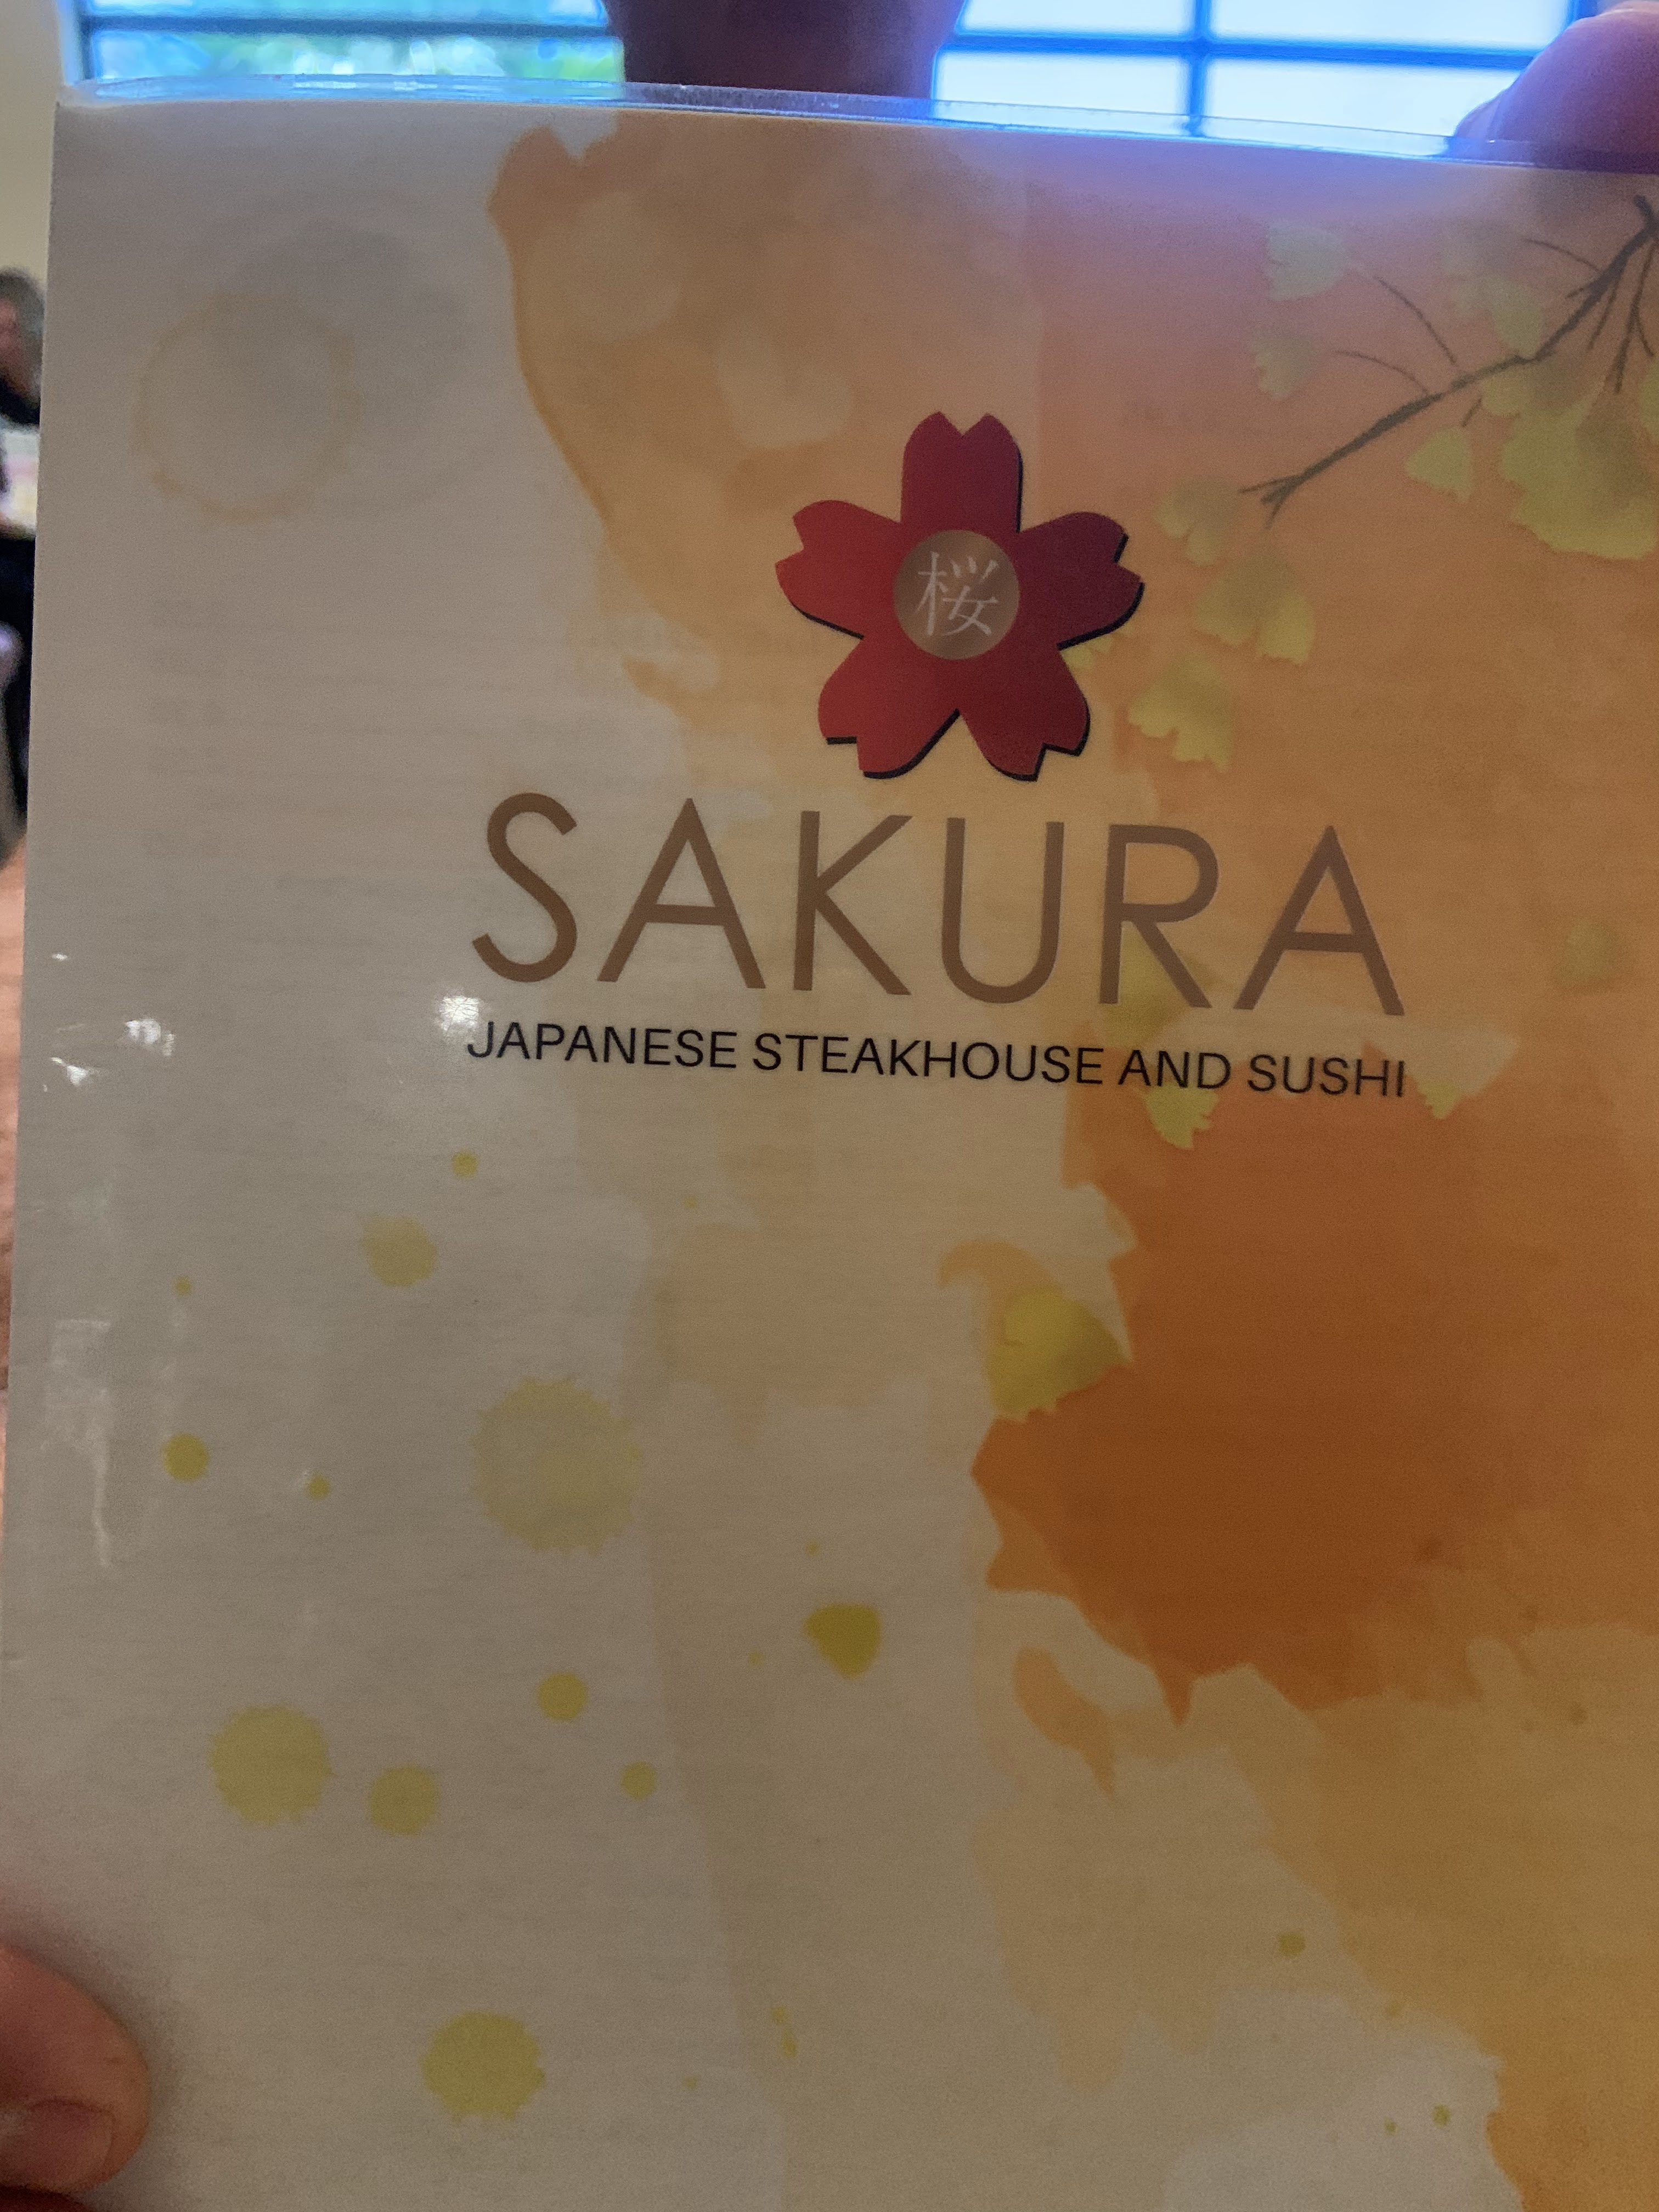 桜
SAKURA
JAPANESE STEAKHOUSE AND SUSHI